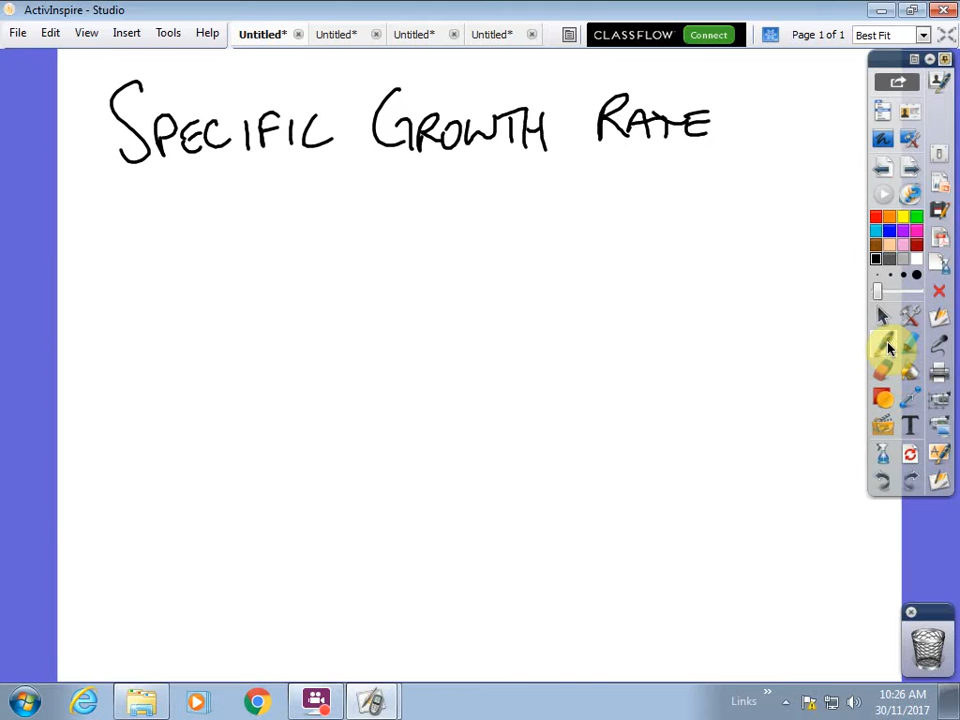 ActivInspire - Studio
File Edit View Insert Tools Help Untitled* Untitled* Untitled* Untitled* CLASSFLOW Connect Page 1 of 1 Best Fit
SPECIFIC GROWTH RATE
T
Links »
10:26 AM
30/11/2017